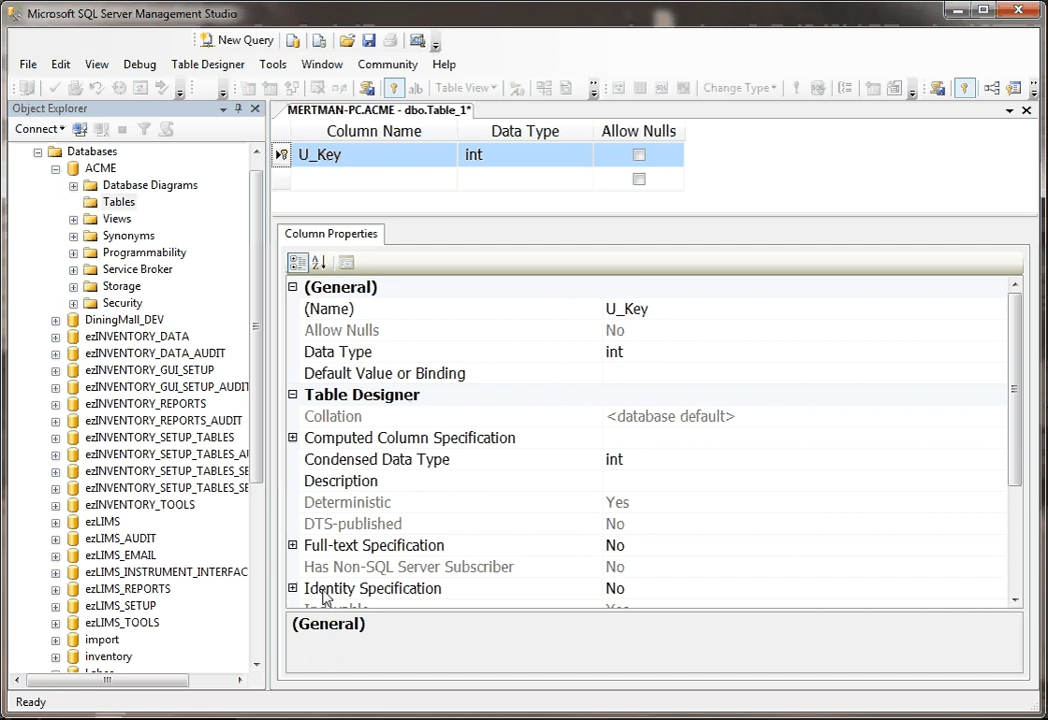 Microsoft SQL Server Management Studio
New Query
File Edit View Debug Table Designer Tools Window Community Help
Table View Change Type
Object Explorer
Connect
Databases
ACME
Database Diagrams
Tables
Views
Synonyms
Programmability
Service Broker
Storage
Security
DiningMall_DEV
ezINVENTORY_DATA
ezINVENTORY_DATA_AUDIT
ezINVENTORY_GUI_SETUP
ezINVENTORY_GUI_SETUP_AUDIT
ezINVENTORY_REPORTS
ezINVENTORY_REPORTS_AUDIT
ezINVENTORY_SETUP_TABLES
ezINVENTORY_SETUP_TABLES_AU
ezINVENTORY_SETUP_TABLES_SE
ezINVENTORY_SETUP_TABLES_SE
ezINVENTORY_TOOLS
ezLIMS
ezLIMS_AUDIT
ezLIMS_EMAIL
ezLIMS_INSTRUMENT_INTERFAC
ezLIMS_REPORTS
ezLIMS_SETUP
ezLIMS_TOOLS
import
inventory
MERTMAN-PC.ACME - dbo.Table_1*
Column Name Data Type Allow Nulls
U_Key int
Column Properties
(General)
(Name) U_Key
Allow Nulls No
Data Type int
Default Value or Binding
Table Designer
Collation <database default>
Computed Column Specification
Condensed Data Type int
Description
Deterministic Yes
DTS-published No
Full-text Specification No
Has Non-SQL Server Subscriber No
Identity Specification No
(General)
Ready